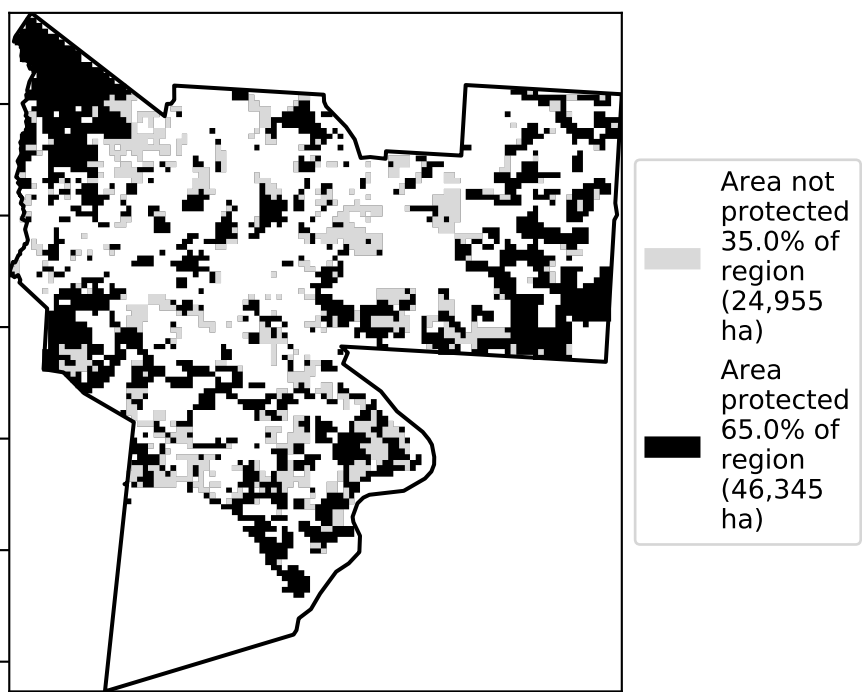 Area not
protected
35.0% of
region
(24,955
ha)
Area
protected
65.0% of
region
(46,345
ha)